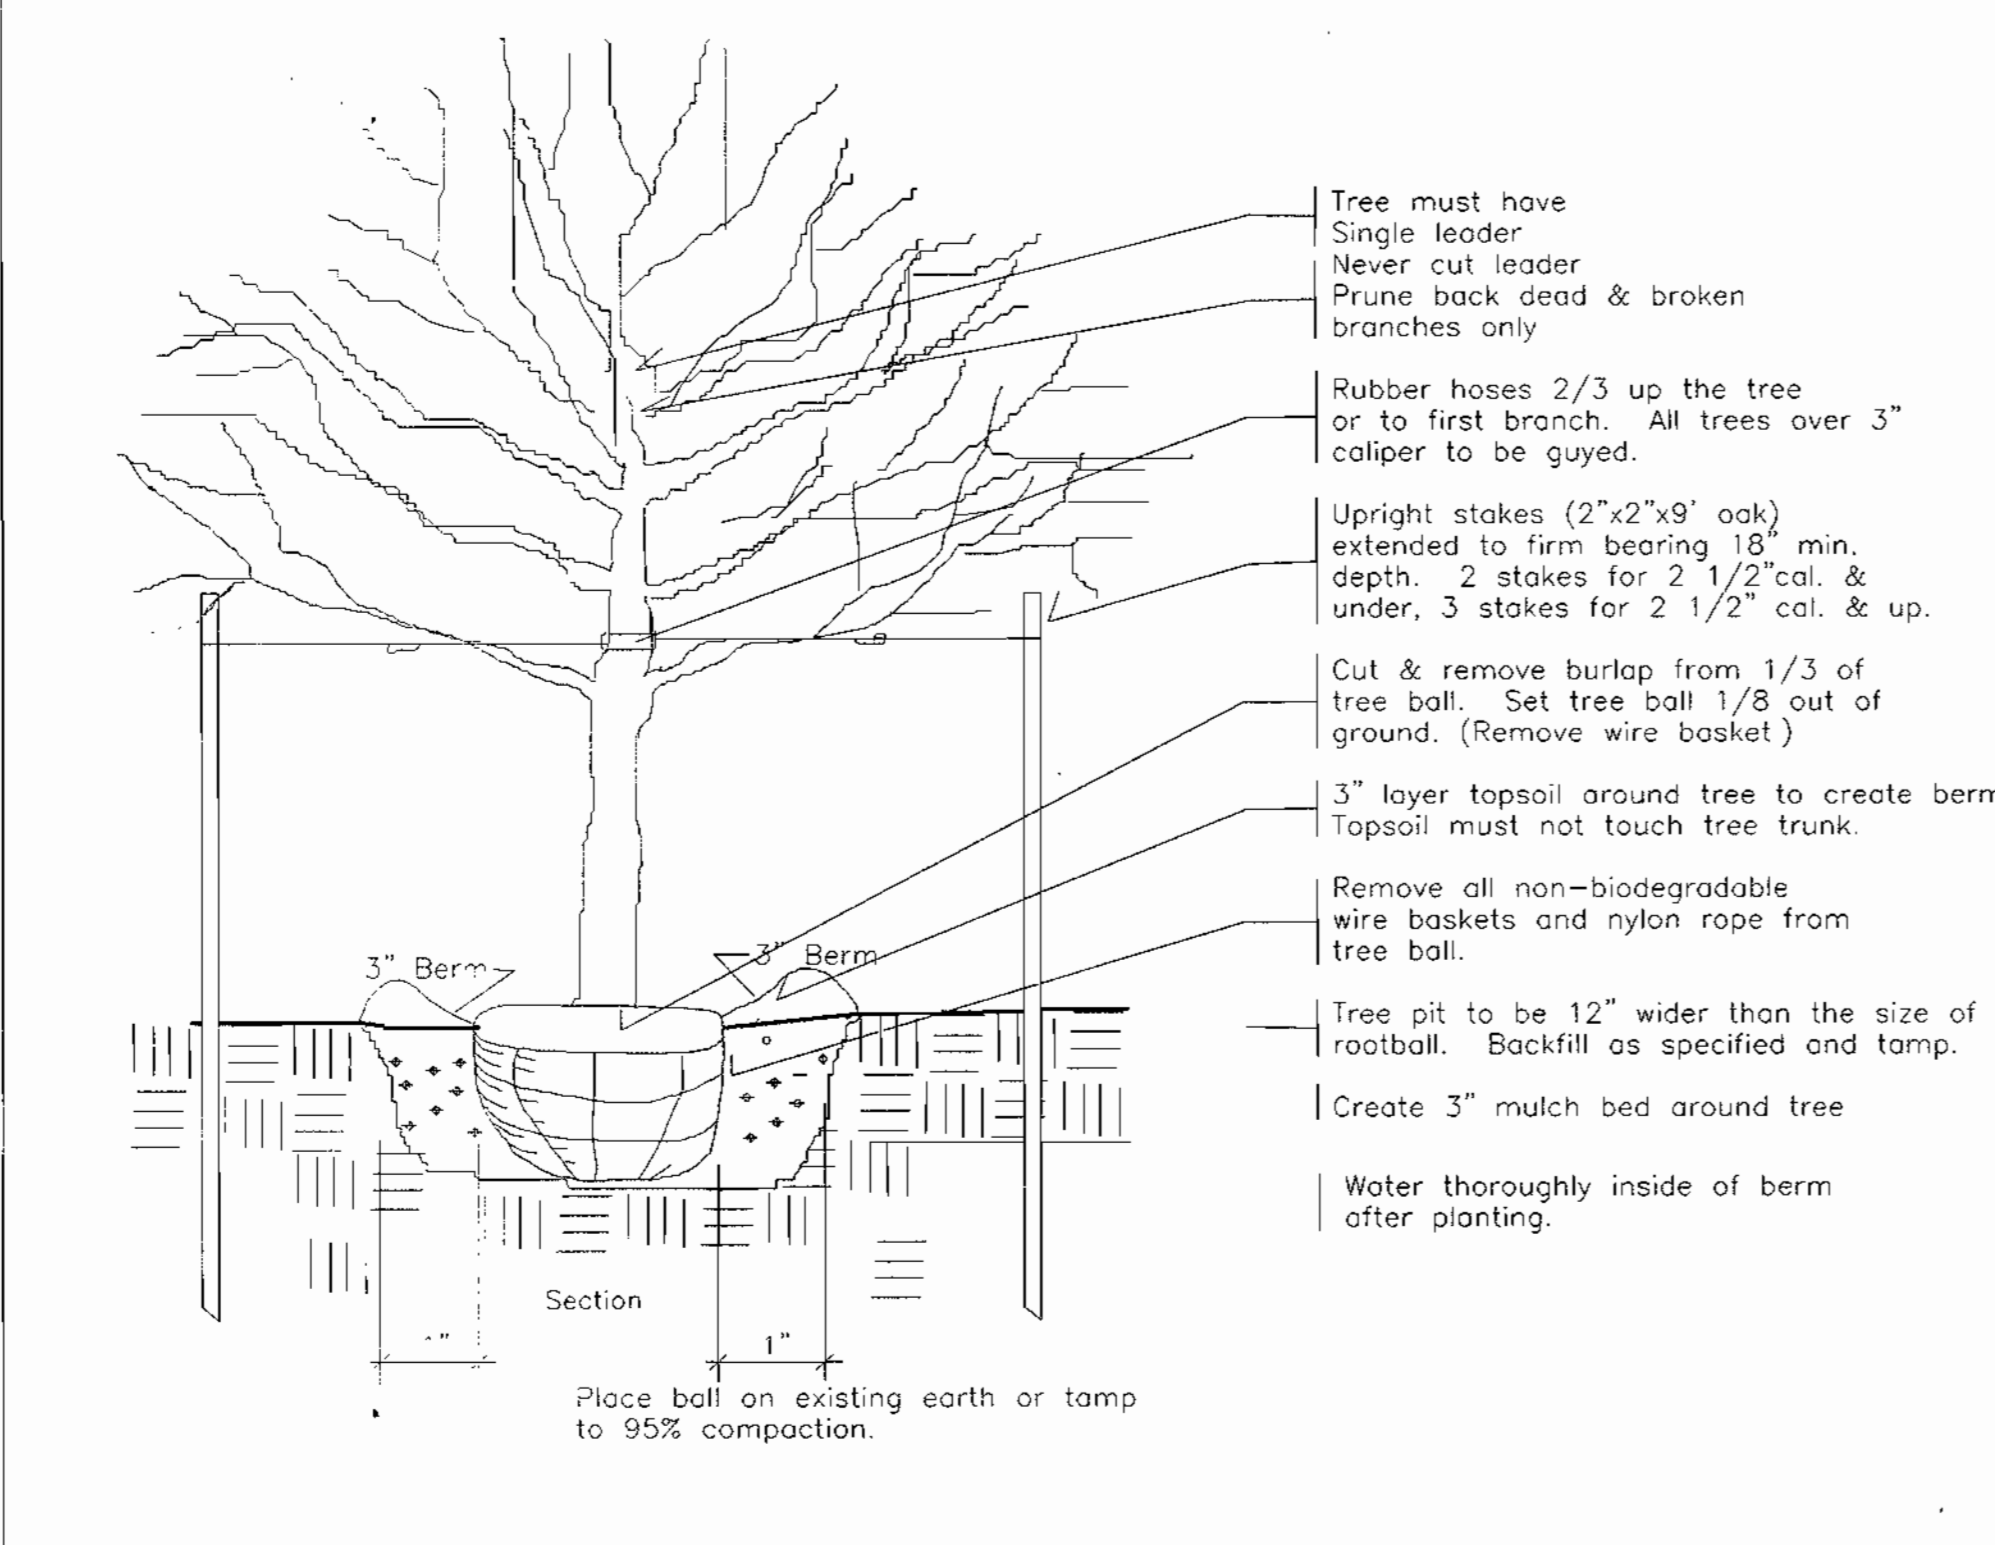 Tree must have
Single leader
Never cut leader
Prune back dead & broken
branches only
Rubber hoses 2/3 up the tree
or to first branch. All trees over 3"
caliper to be guyed.
Upright stakes (2"x2"x9' oak)
extended to firm bearing 18" min.
depth. 2 stakes for 2 1/2"cal. &
under, 3 stakes for 2 1/2" cal. & up.
Cut & remove burlap from 1/3 of
tree ball. Set tree ball 1/8 out of
ground. (Remove wire basket )
3" layer topsoil around tree to create berm
Topsoil must not touch tree trunk.
Remove all non-biodegradable
wire baskets and nylon rope from
tree ball.
Tree pit to be 12" wider than the size of
rootball. Backfill as specified and tamp.
Create 3" mulch bed around tree
Water thoroughly inside of berm
after planting.
3" Berm
3" Berm
Section
1"
Place ball on existing earth or tamp
to 95% compaction.